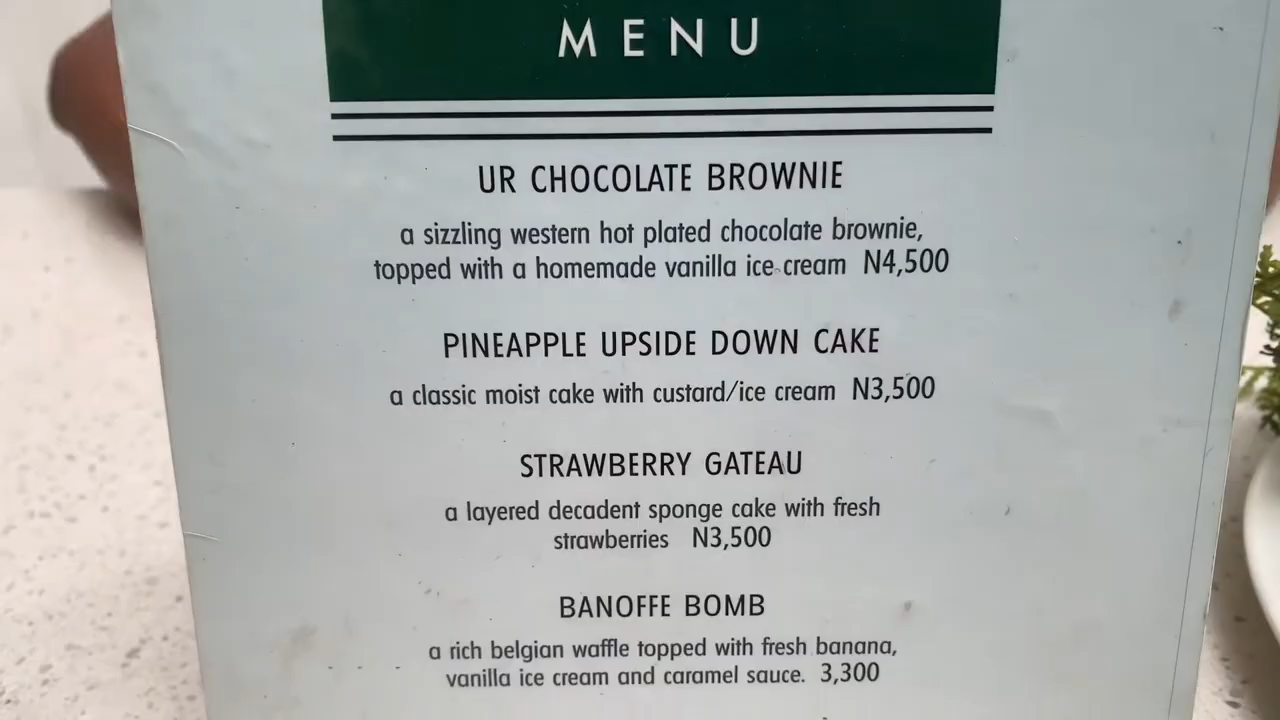 MENU
UR CHOCOLATE BROWNIE
a sizzling western hot plated chocolate brownie,
topped with a homemade vanilla ice cream N4,500
PINEAPPLE UPSIDE DOWN CAKE
a classic moist cake with custard/ice cream N3,500
STRAWBERRY GATEAU
a layered decadent sponge cake with fresh
strawberries N3,500
BANOFFE BOMB
a rich belgian waffle topped with fresh banana,
vanilla ice cream and caramel sauce. 3,300